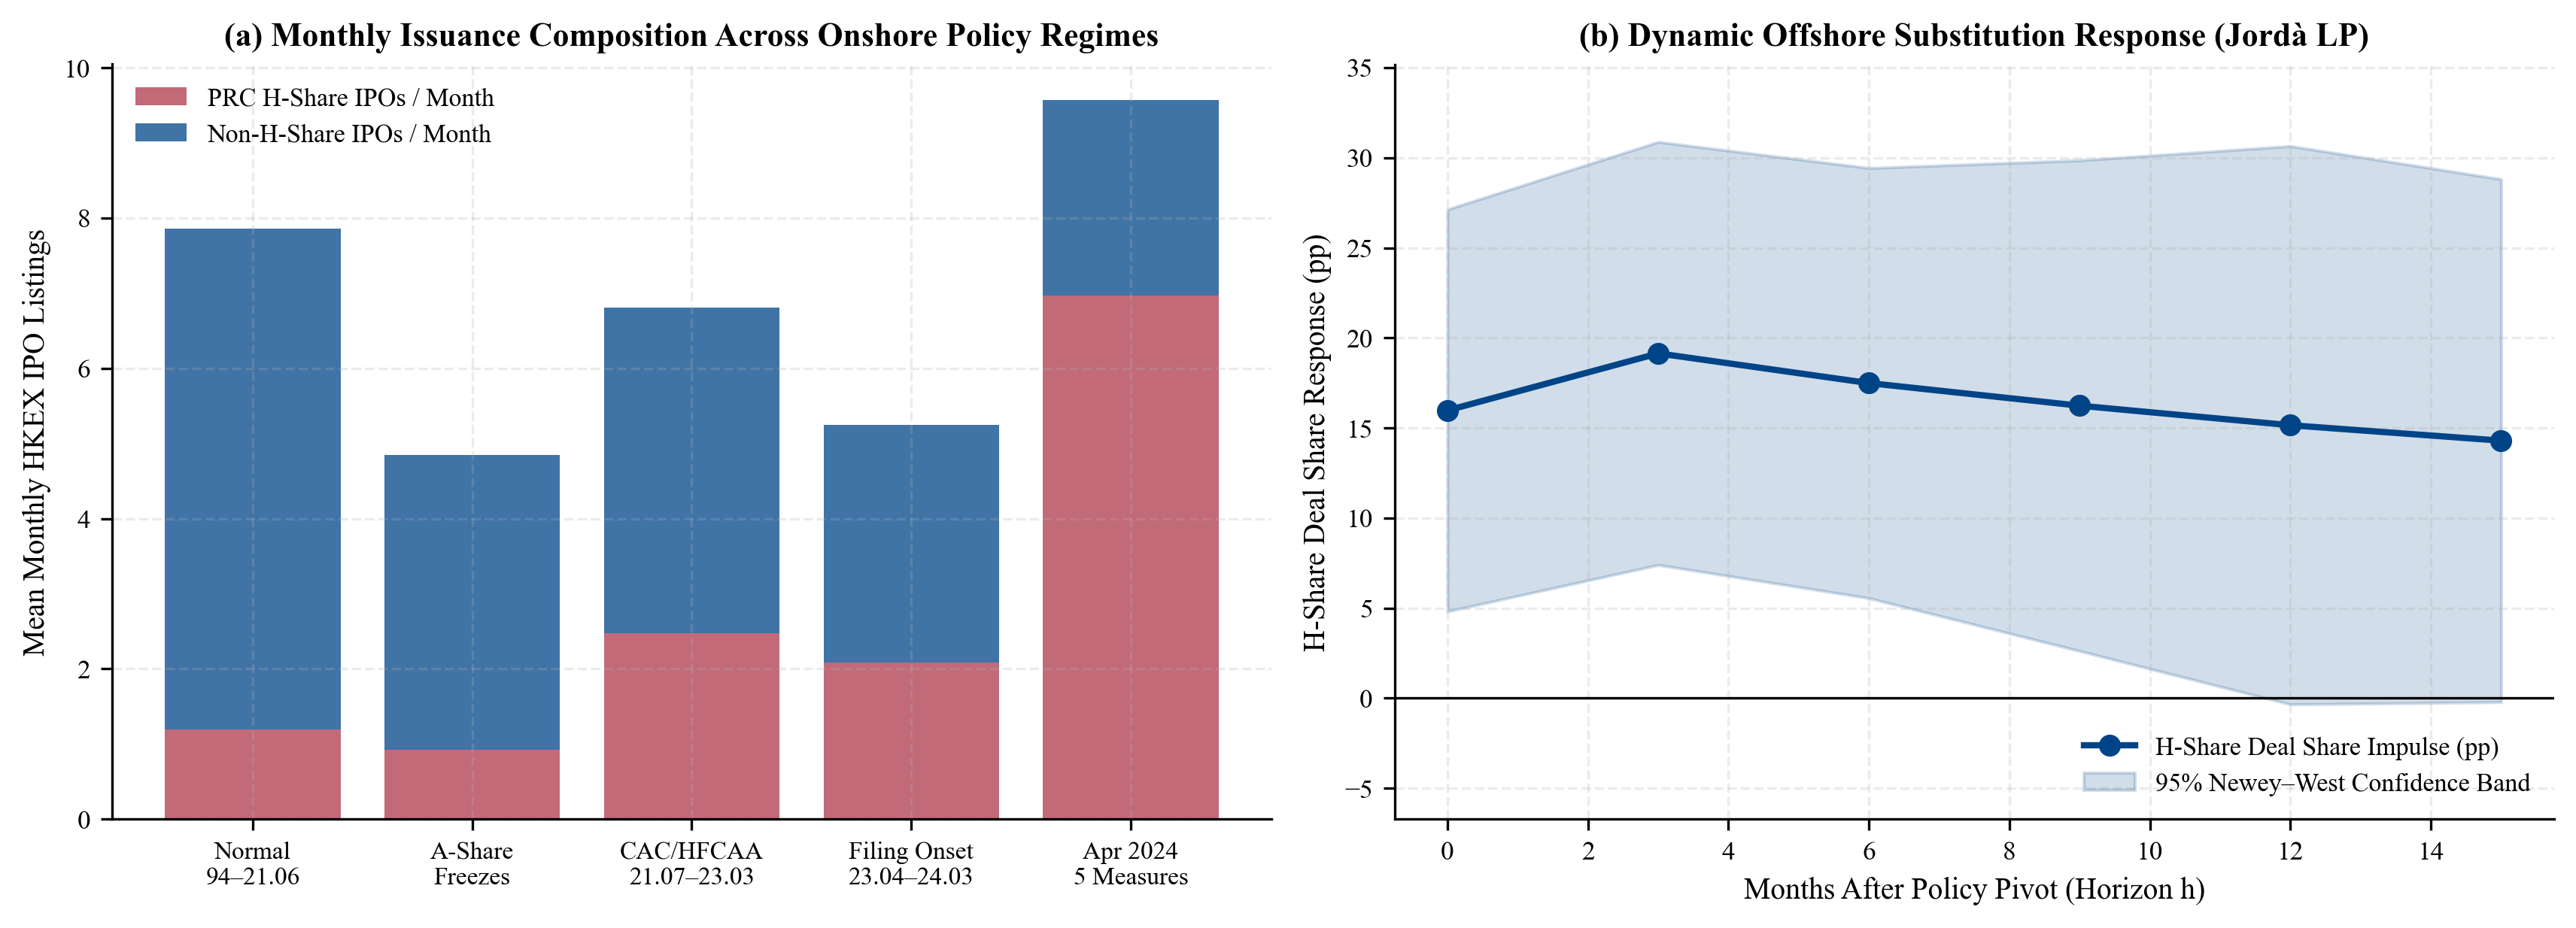 (a) Monthly Issuance Composition Across Onshore Policy Regimes
PRC H-Share IPOs / Month
Non-H-Share IPOs / Month
Mean Monthly HKEX IPO Listings
10
8
6
4
2
0
Normal
94–21.06
A-Share
Freezes
CAC/HFCAA
21.07–23.03
Filing Onset
23.04–24.03
Apr 2024
5 Measures
(b) Dynamic Offshore Substitution Response (Jordà LP)
H-Share Deal Share Response (pp)
35
30
25
20
15
10
5
0
−5
H-Share Deal Share Impulse (pp)
95% Newey–West Confidence Band
0 2 4 6 8 10 12 14
Months After Policy Pivot (Horizon h)